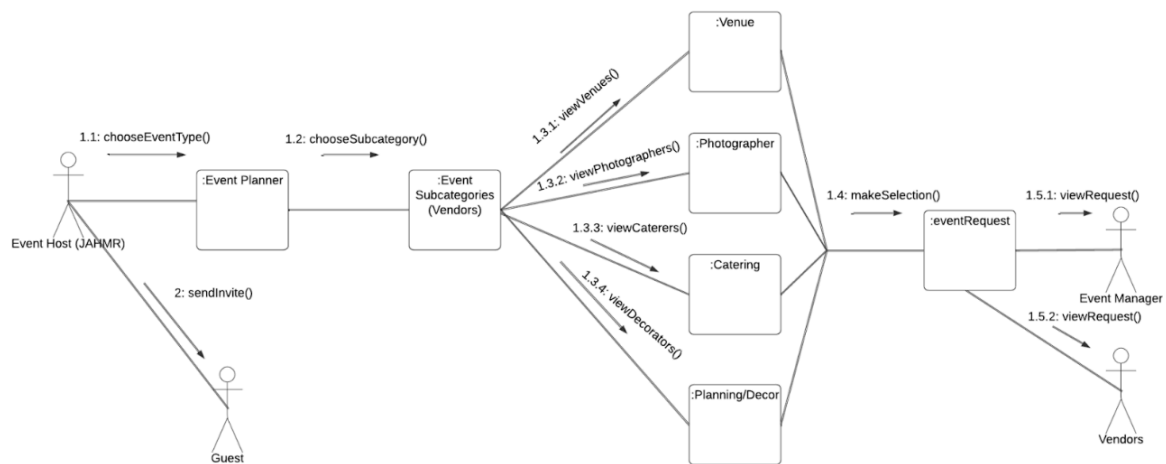 :Venue
1.3.1: viewVenues()
1.1: chooseEventType()
1.2: chooseSubcategory()
:Photographer
1.3.2: viewPhotographers()
:Event Planner
:Event
Subcategories
(Vendors)
1.4: makeSelection()
1.5.1: viewRequest()
:eventRequest
1.3.3: viewCaterers()
Event Host (JAHMR)
:Catering
1.3.4: viewDecorators()
2: sendInvite()
Event Manager
1.5.2: viewRequest()
:Planning/Decor
Guest
Vendors